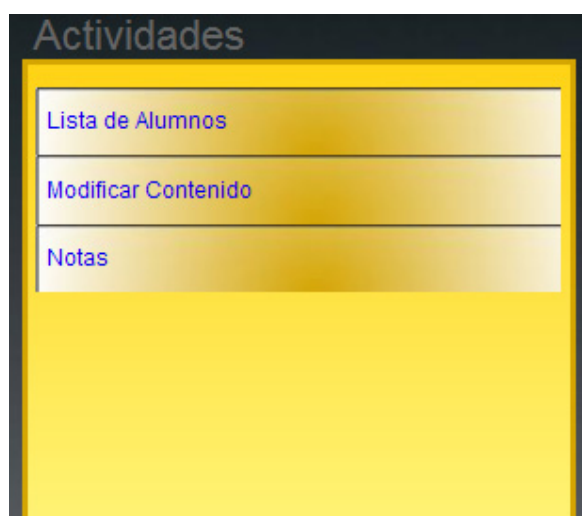 Actividades
Lista de Alumnos
Modificar Contenido
Notas